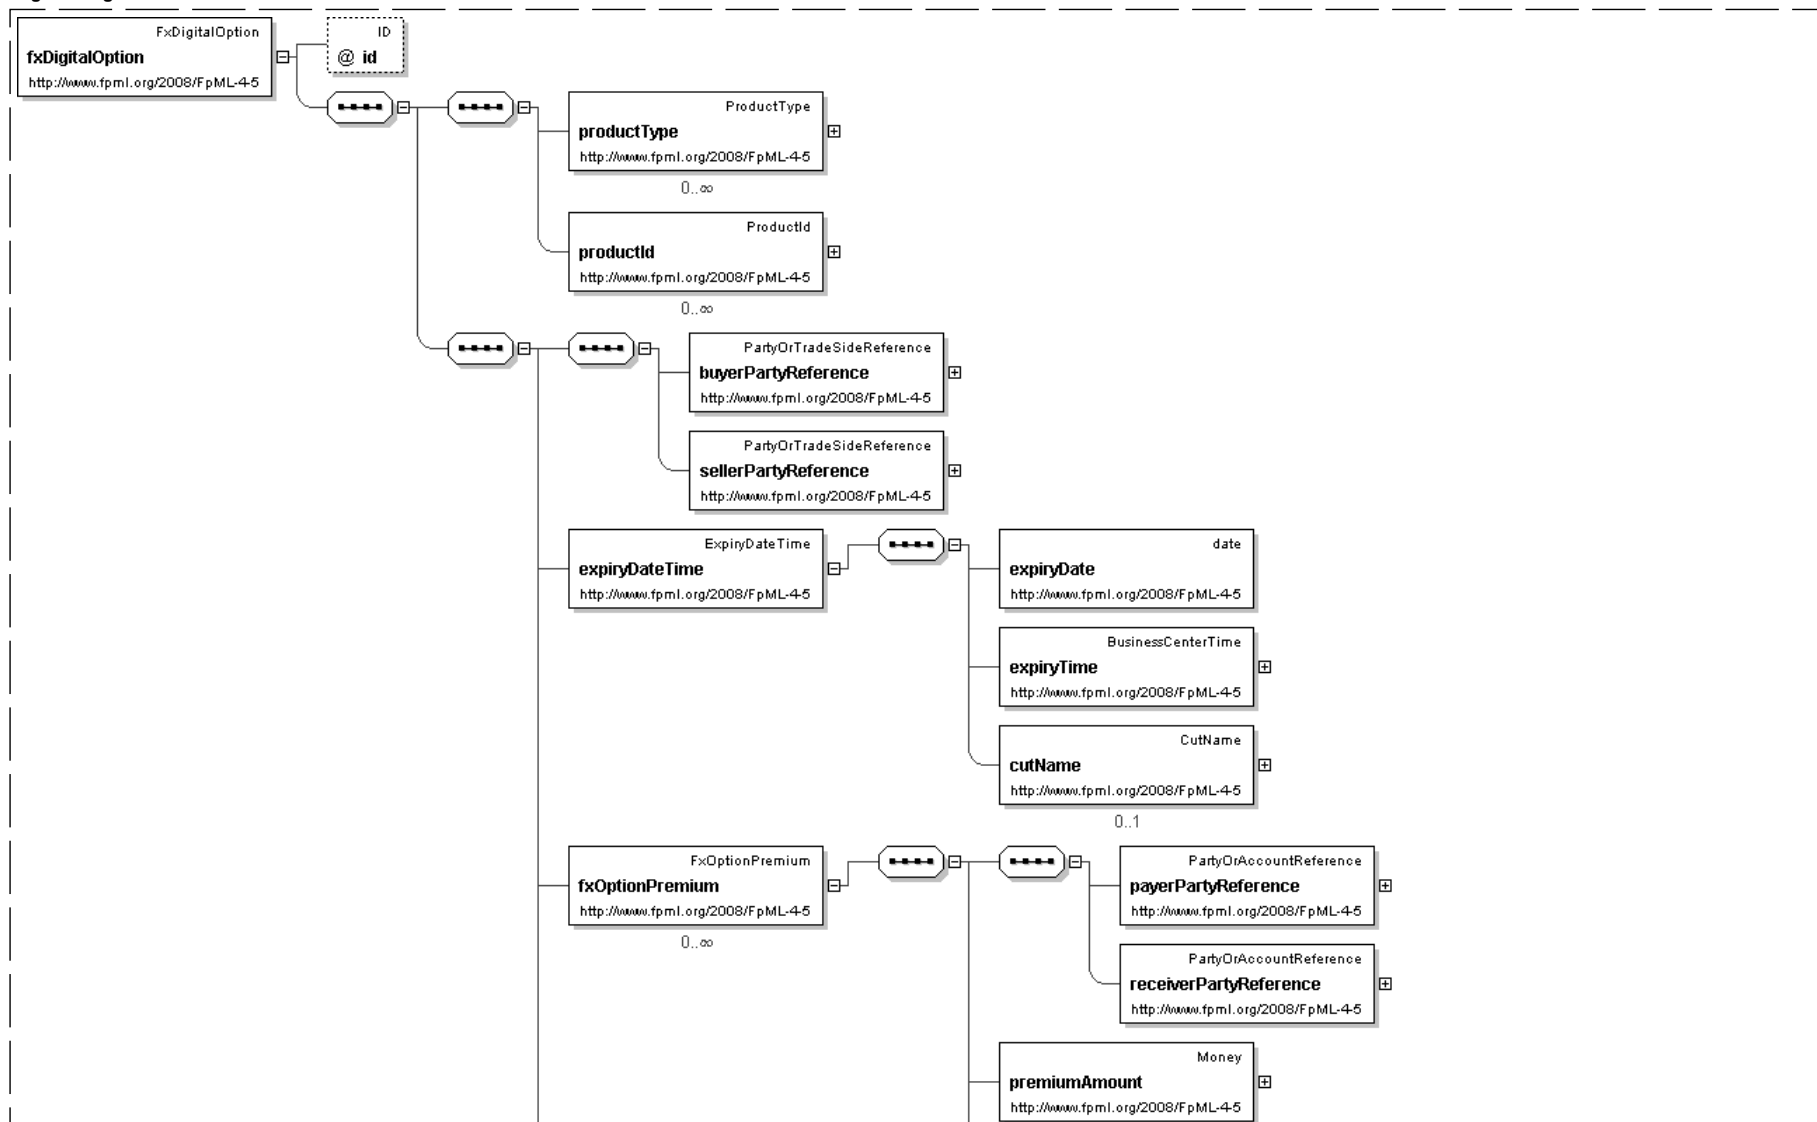 FxDigitalOption
fxDigitalOption
http://www.fpml.org/2008/FpML-4-5
ID
@ id
ProductType
productType
http://www.fpml.org/2008/FpML-4-5
0..∞
ProductId
productId
http://www.fpml.org/2008/FpML-4-5
0..∞
PartyOrTradeSideReference
buyerPartyReference
http://www.fpml.org/2008/FpML-4-5
PartyOrTradeSideReference
sellerPartyReference
http://www.fpml.org/2008/FpML-4-5
ExpiryDateTime
expiryDateTime
http://www.fpml.org/2008/FpML-4-5
date
expiryDate
http://www.fpml.org/2008/FpML-4-5
BusinessCenterTime
expiryTime
http://www.fpml.org/2008/FpML-4-5
CutName
cutName
http://www.fpml.org/2008/FpML-4-5
0..1
FxOptionPremium
fxOptionPremium
http://www.fpml.org/2008/FpML-4-5
0..∞
PartyOrAccountReference
payerPartyReference
http://www.fpml.org/2008/FpML-4-5
PartyOrAccountReference
receiverPartyReference
http://www.fpml.org/2008/FpML-4-5
Money
premiumAmount
http://www.fpml.org/2008/FpML-4-5